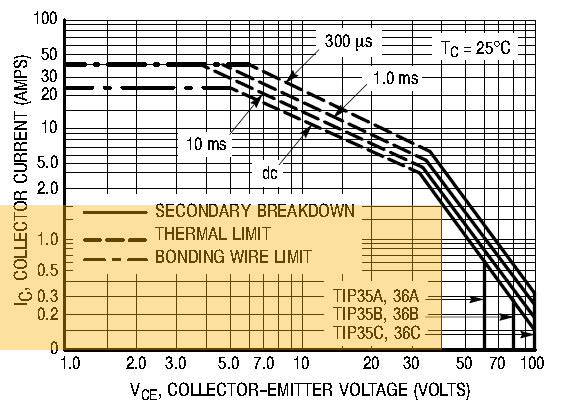 100
50
30
20
10
5.0
2.0
1.0
0.5
0.3
0.2
0
I_C, COLLECTOR CURRENT (AMPS)
300 µs
T_C = 25°C
1.0 ms
10 ms
dc
SECONDARY BREAKDOWN
THERMAL LIMIT
BONDING WIRE LIMIT
TIP35A, 36A
TIP35B, 36B
TIP35C, 36C
1.0 2.0 3.0 5.0 7.0 10 20 30 50 70 100
V_CE, COLLECTOR–EMITTER VOLTAGE (VOLTS)